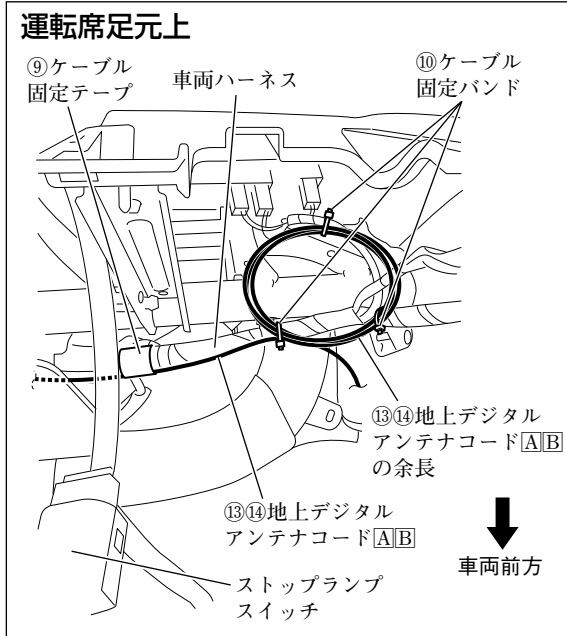 運転席足元上
⑨ケーブル
固定テープ
車両ハーネス
⑩ケーブル
固定バンド
⑬⑭地上デジタル
アンテナコードAB
の余長
⑬⑭地上デジタル
アンテナコードAB
車両前方
ストップランプ
スイッチ